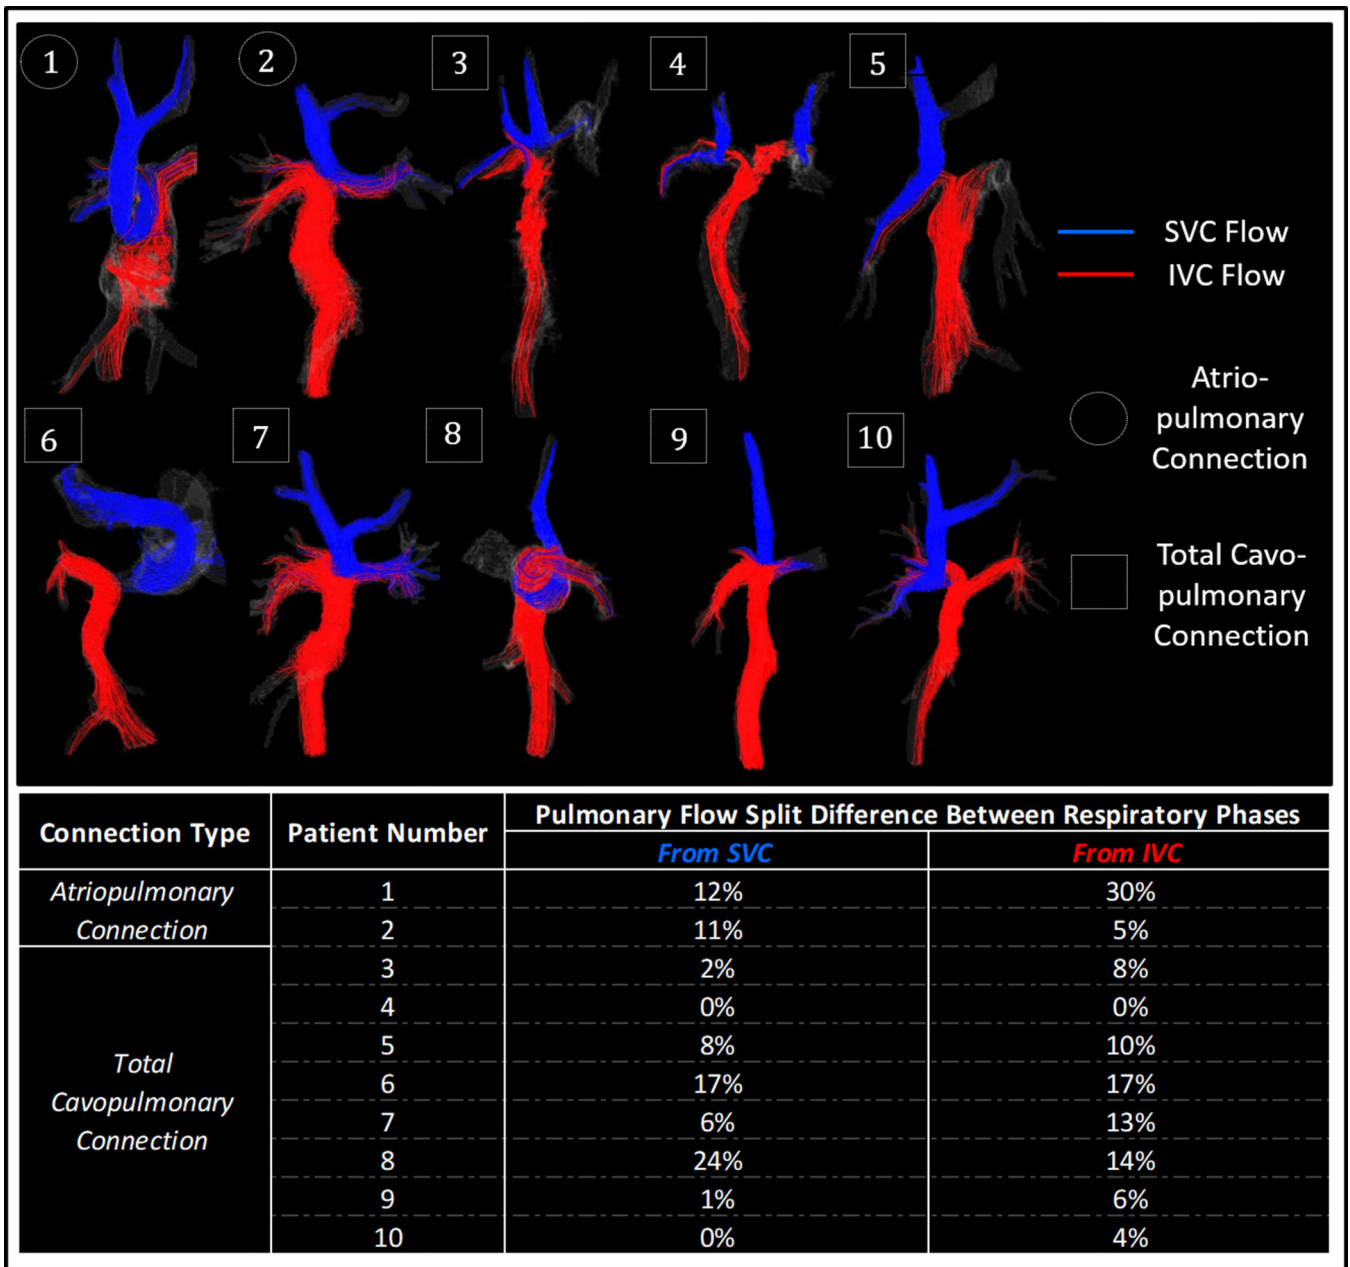 1
2
3
4
5
SVC Flow
IVC Flow
Atrio-
pulmonary
Connection
6
7
8
9
10
Total Cavo-
pulmonary
Connection
Connection Type
Patient Number
Pulmonary Flow Split Difference Between Respiratory Phases
From SVC
From IVC
Atriopulmonary
Connection
1 12% 30%
2 11% 5%
Total
Cavopulmonary
Connection
3 2% 8%
4 0% 0%
5 8% 10%
6 17% 17%
7 6% 13%
8 24% 14%
9 1% 6%
10 0% 4%